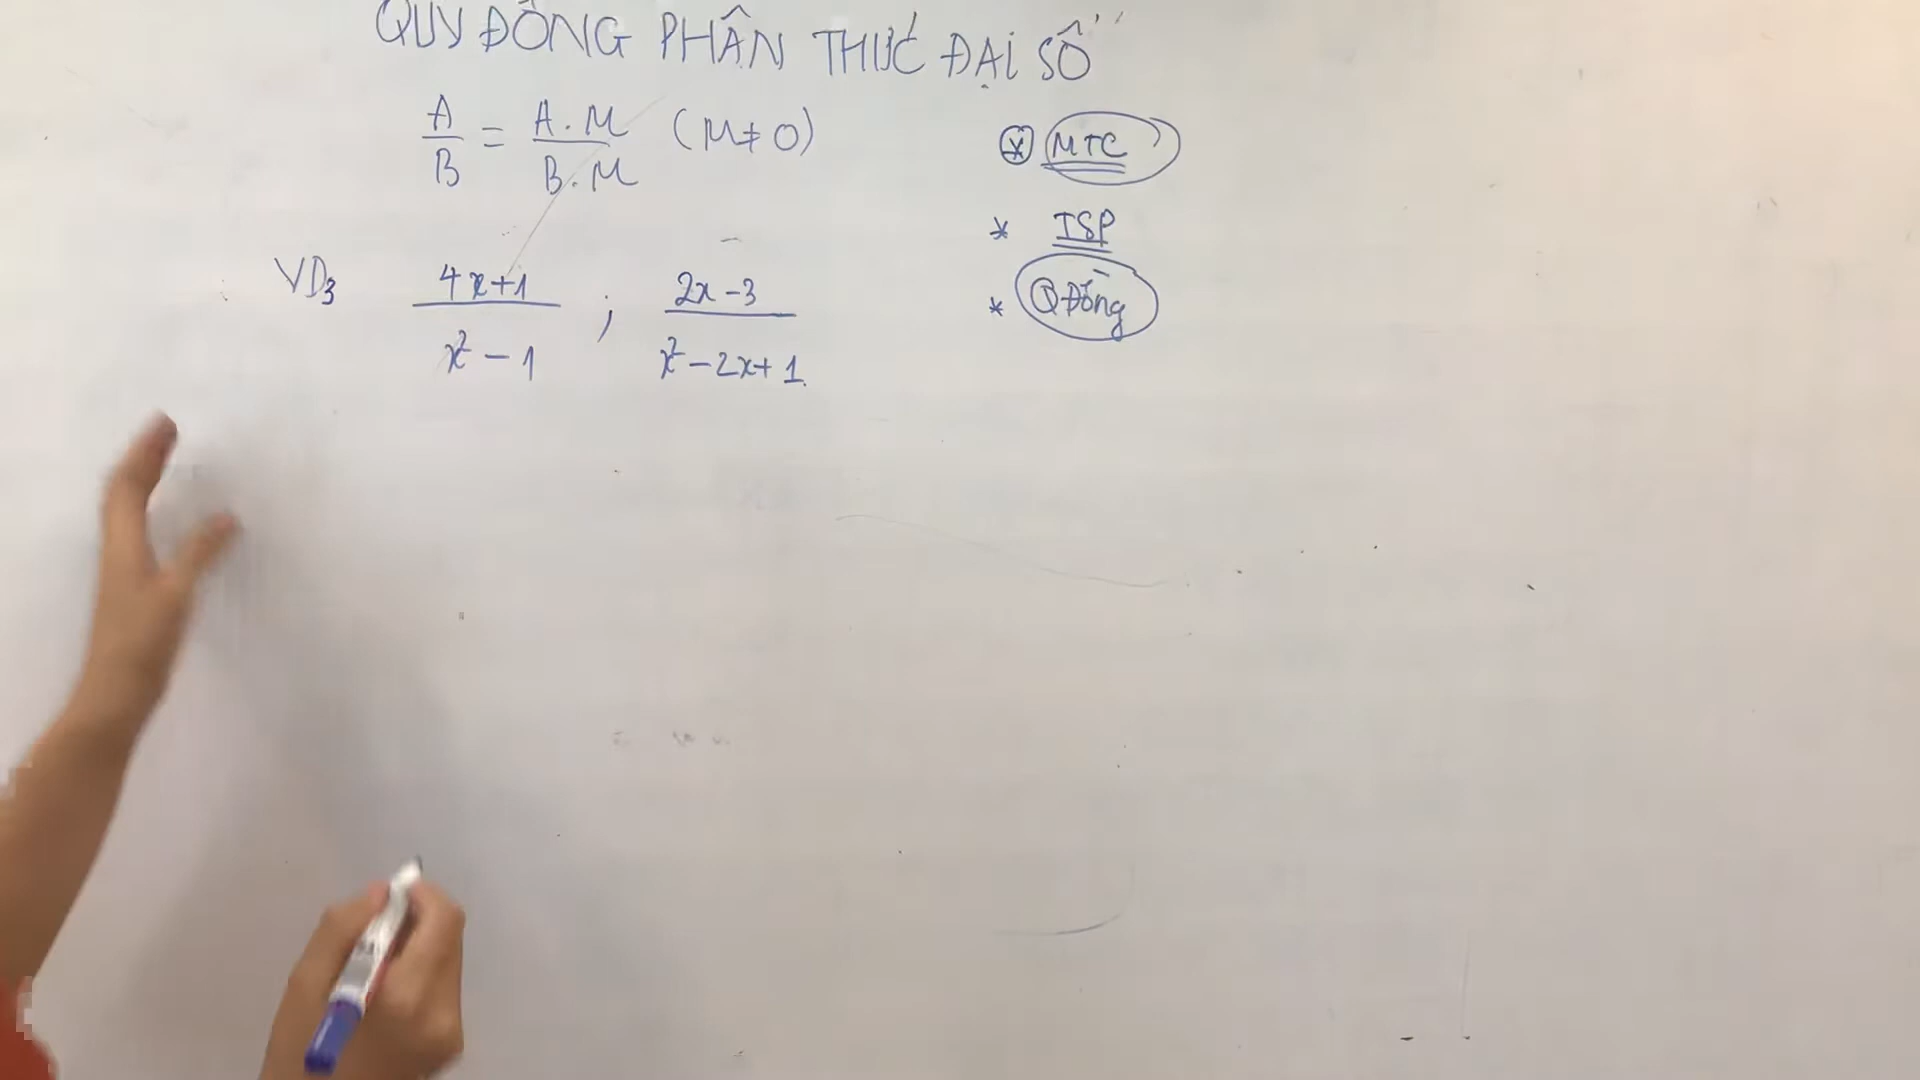 QUY ĐỒNG PHÂN THỨC ĐẠI SỐ"
A/B = A.M/B.M (M ≠ 0)
* MTC
* TSP
* QĐồng
VD3 4x+1/x² - 1 ; 2x-3/x² - 2x + 1